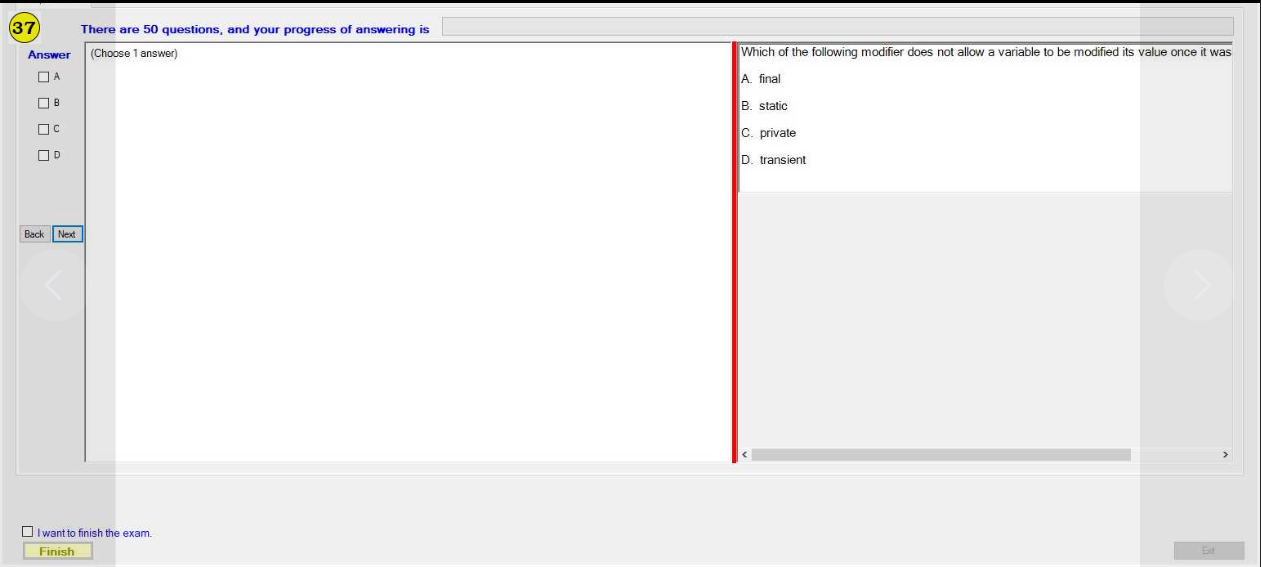 37
There are 50 questions, and your progress of answering is
Answer
A
B
C
D
Back Next
(Choose 1 answer)
Which of the following modifier does not allow a variable to be modified its value once it was
A. final
B. static
C. private
D. transient
I want to finish the exam.
Finish
Exit